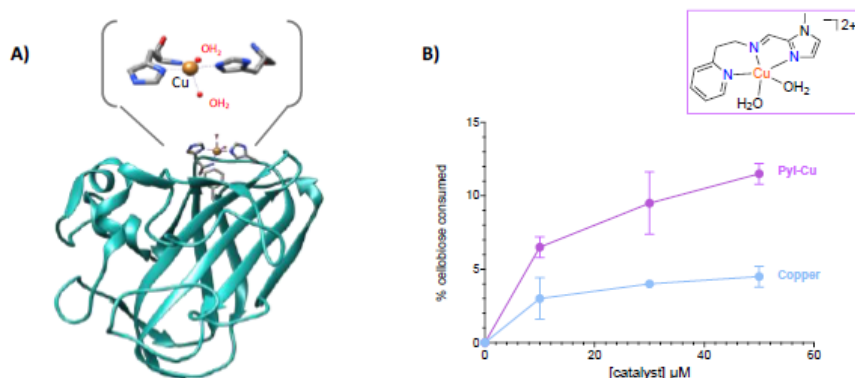 A)
OH2
Cu
OH2
B)
2+
N
N
N
N
Cu
OH2
H2O
15
10
5
0
% cellobiose consumed
Pyl-Cu
Copper
0
20
40
60
[catalyst] µM